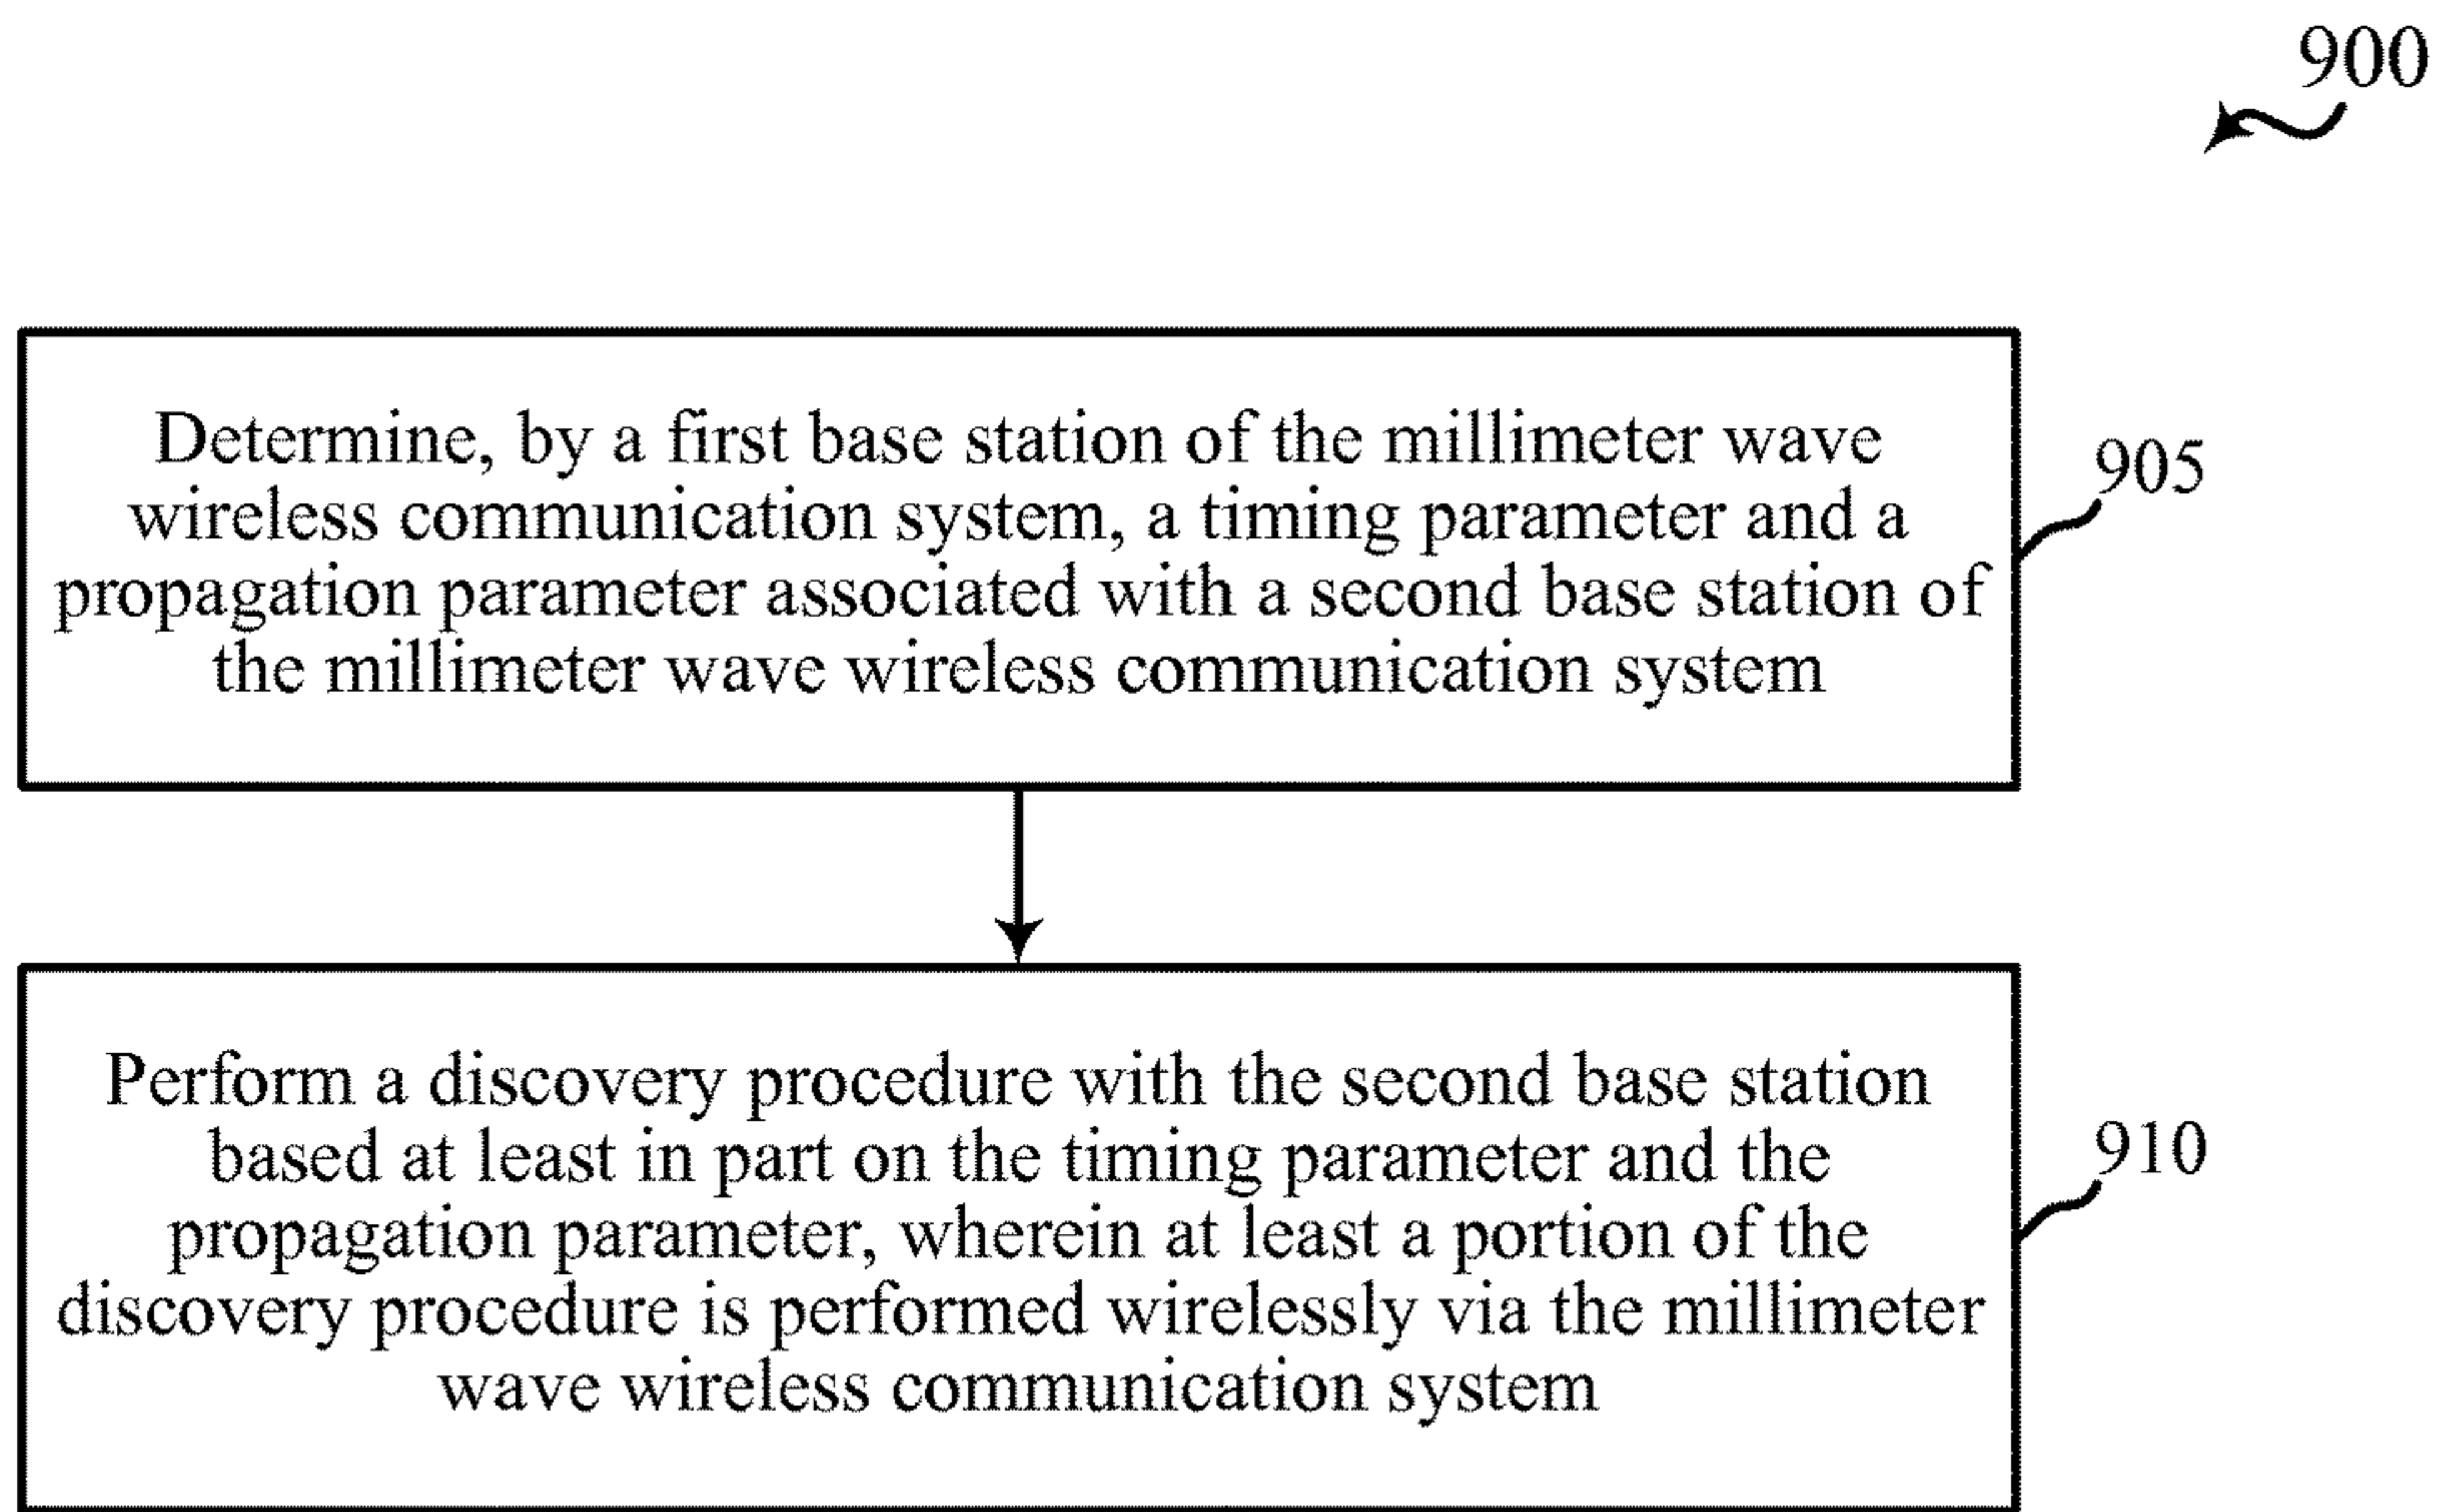 900
Determine, by a first base station of the millimeter wave
wireless communication system, a timing parameter and a
propagation parameter associated with a second base station of
the millimeter wave wireless communication system
905
Perform a discovery procedure with the second base station
based at least in part on the timing parameter and the
propagation parameter, wherein at least a portion of the
discovery procedure is performed wirelessly via the millimeter
wave wireless communication system
910